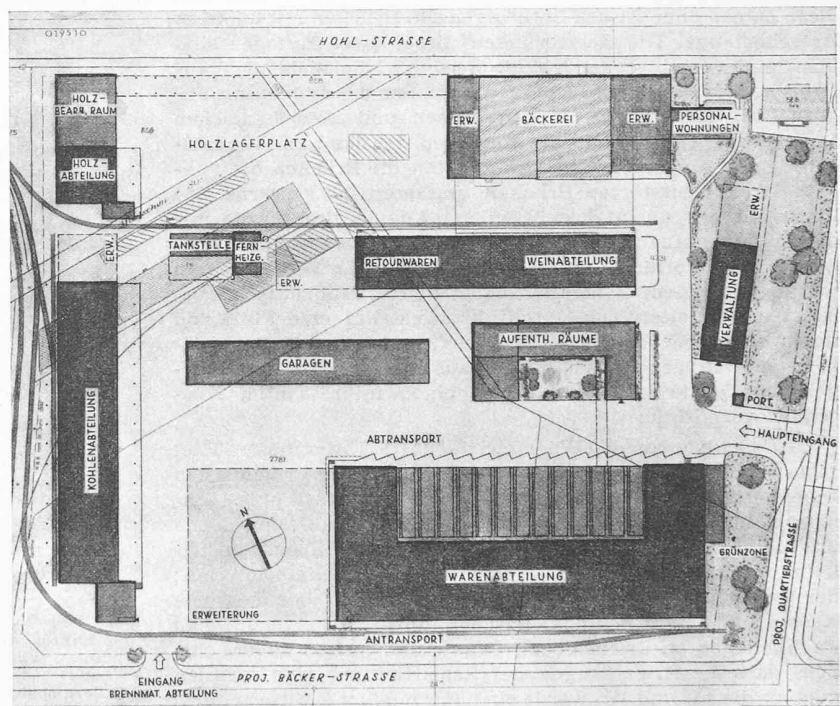 019510
HOHL-STRASSE
HOLZ-
BEARB. RAUM
HOLZ-
ABTEILUNG
HOLZLAGERPLATZ
ERW.
BÄCKEREI
ERW.
PERSONAL-
WOHNUNGEN
ERW.
TANKSTELLE
FERN-
HEIZG.
ERW.
RETOURWAREN
WEINABTEILUNG
ERW.
VERWALTUNG
AUFENTH. RÄUME
GARAGEN
PORT.
HAUPTEINGANG
KOHLENABTEILUNG
ABTRANSPORT
2781
WARENABTEILUNG
GRÜNZONE
PROJ. QUARTIERSTRASSE
ERWEITERUNG
ANTRANSPORT
EINGANG
BRENNMAT. ABTEILUNG
PROJ. BÄCKER-STRASSE